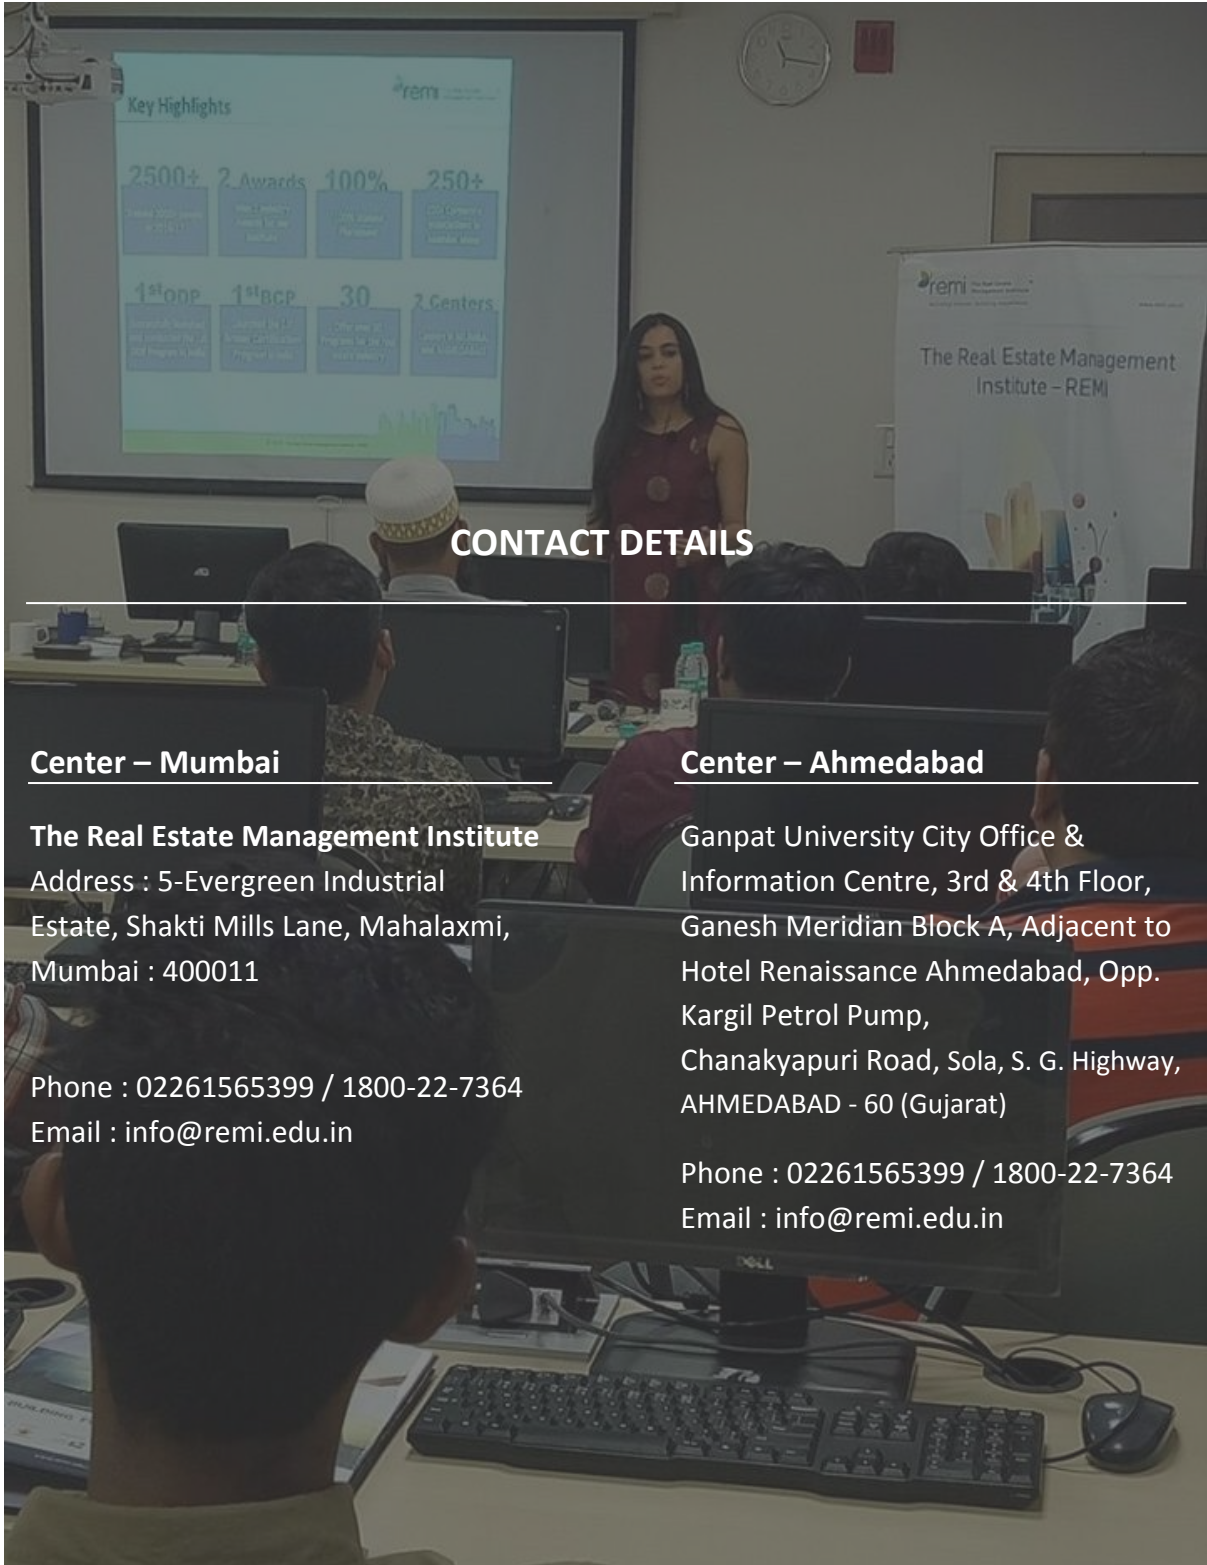 remi
Key Highlights
2500+ 2 Awards 100% 250+
1st ODP 1st BCP 30 2 Centers
remi
The Real Estate Management
Institute – REMI
CONTACT DETAILS
Center – Mumbai
The Real Estate Management Institute
Address : 5-Evergreen Industrial
Estate, Shakti Mills Lane, Mahalaxmi,
Mumbai : 400011
Phone : 02261565399 / 1800-22-7364
Email : info@remi.edu.in
Center – Ahmedabad
Ganpat University City Office &
Information Centre, 3rd & 4th Floor,
Ganesh Meridian Block A, Adjacent to
Hotel Renaissance Ahmedabad, Opp.
Kargil Petrol Pump,
Chanakyapuri Road, Sola, S. G. Highway,
AHMEDABAD - 60 (Gujarat)
Phone : 02261565399 / 1800-22-7364
Email : info@remi.edu.in
DELL